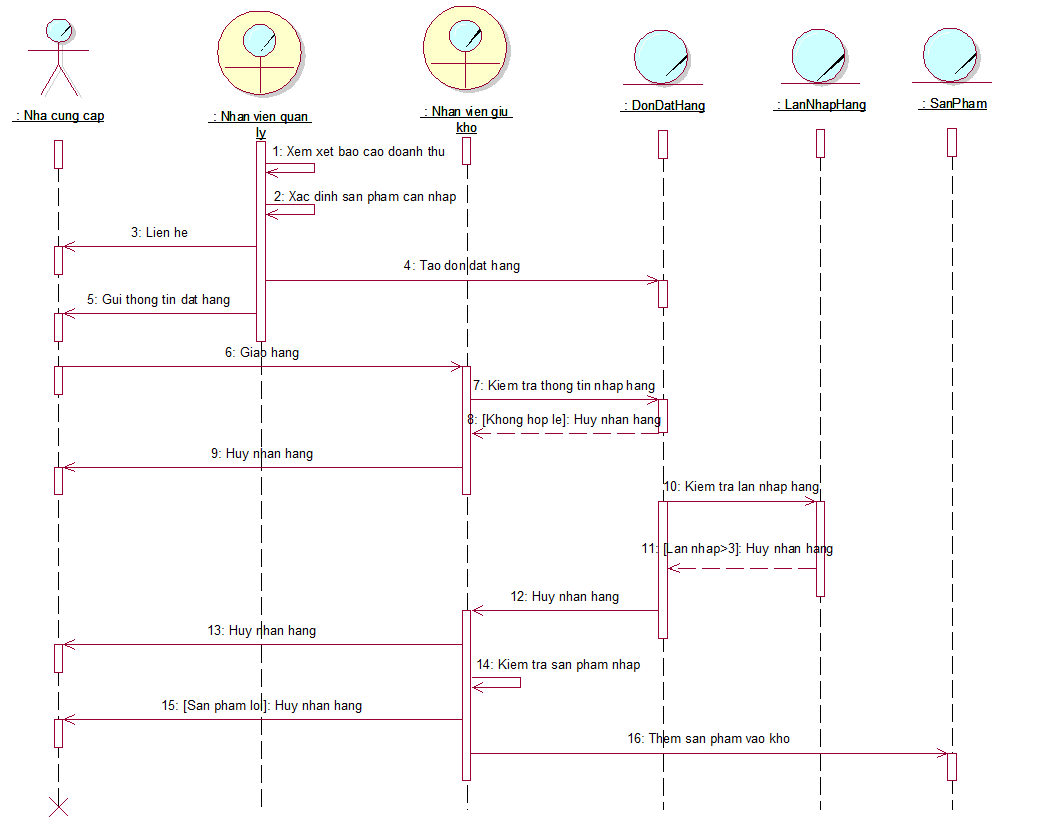 : Nha cung cap
: Nhan vien quan
ly
: Nhan vien giu
kho
: DonDatHang
: LanNhapHang
: SanPham
1: Xem xet bao cao doanh thu
2: Xac dinh san pham can nhap
3: Lien he
4: Tao don dat hang
5: Gui thong tin dat hang
6: Giao hang
7: Kiem tra thong tin nhap hang
8: [Khong hop le]: Huy nhan hang
9: Huy nhan hang
10: Kiem tra lan nhap hang
11: [Lan nhap>3]: Huy nhan hang
12: Huy nhan hang
13: Huy nhan hang
14: Kiem tra san pham nhap
15: [San pham loi]: Huy nhan hang
16: Them san pham vao kho